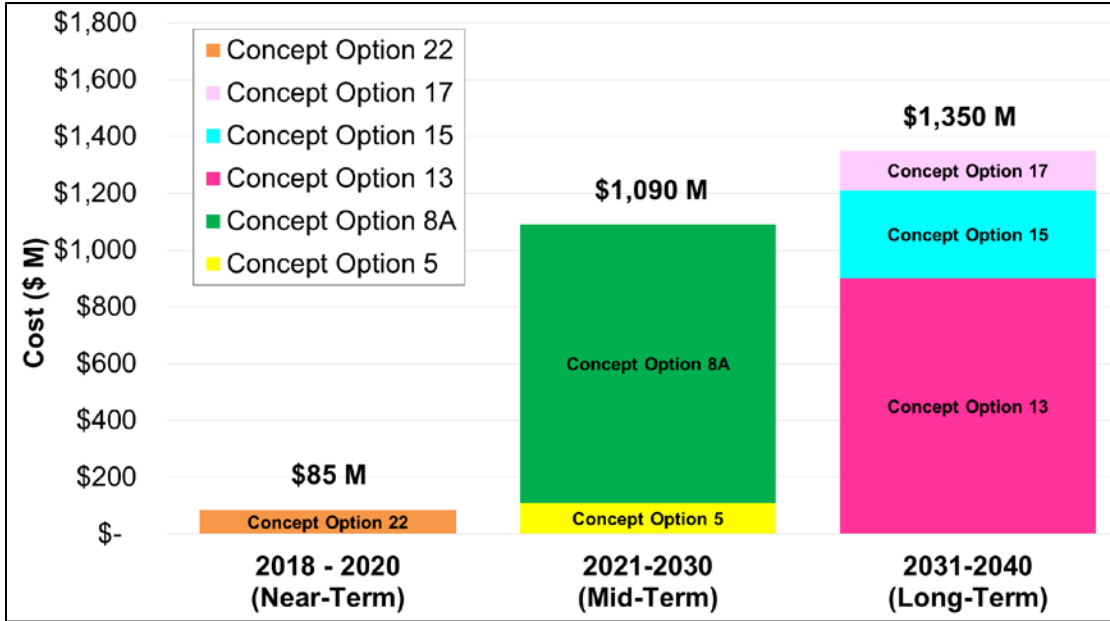 Cost ($ M)
$1,800
$1,600
$1,400
$1,200
$1,000
$800
$600
$400
$200
$-
Concept Option 22
Concept Option 17
Concept Option 15
Concept Option 13
Concept Option 8A
Concept Option 5
$85 M
Concept Option 22
$1,090 M
Concept Option 8A
Concept Option 5
$1,350 M
Concept Option 17
Concept Option 15
Concept Option 13
2018 - 2020
(Near-Term)
2021-2030
(Mid-Term)
2031-2040
(Long-Term)